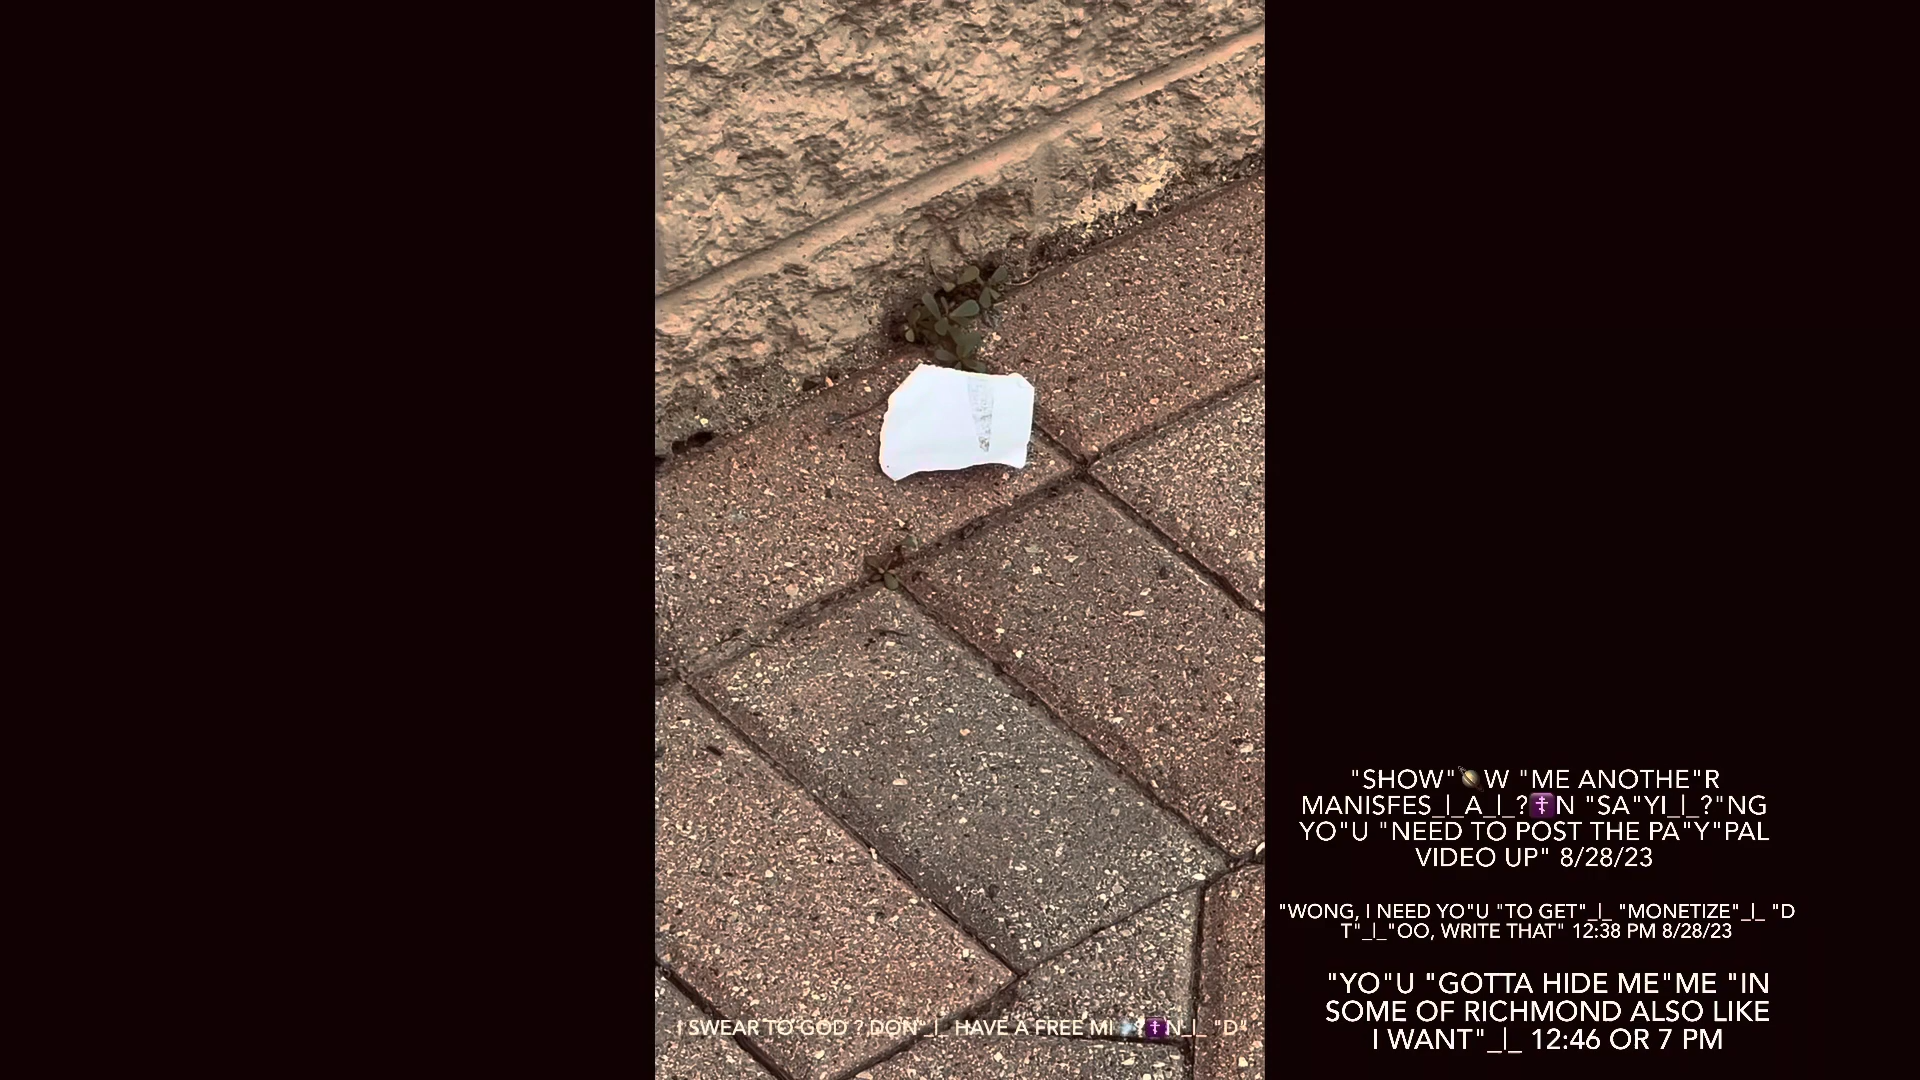 "SHOW"🪐W "ME ANOTHE"R
MANISFES_|_A_|_?☦️N "SA"YI_|_?"NG
YO"U "NEED TO POST THE PA"Y"PAL
VIDEO UP" 8/28/23
"WONG, I NEED YO"U "TO GET"_|_ "MONETIZE"_|_ "D
T"_|_"OO, WRITE THAT" 12:38 PM 8/28/23
"YO"U "GOTTA HIDE ME"ME "IN
SOME OF RICHMOND ALSO LIKE
I WANT"_|_ 12:46 OR 7 PM
I SWEAR TO GOD ? DON"_|_ HAVE A FREE MI ?☦️N_|_ "D"